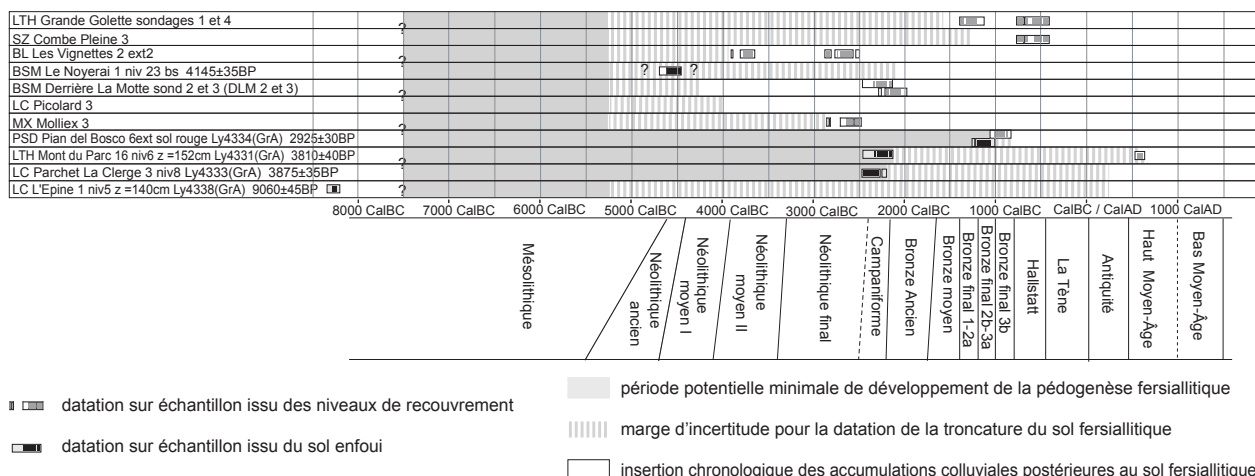 LTH Grande Golette sondages 1 et 4
SZ Combe Pleine 3
BL Les Vignettes 2 ext2
BSM Le Noyerai 1 niv 23 bs 4145±35BP
BSM Derrière La Motte sond 2 et 3 (DLM 2 et 3)
LC Picolard 3
MX Molliex 3
PSD Pian del Bosco 6ext sol rouge Ly4334(GrA) 2925±30BP
LTH Mont du Parc 16 niv6 z =152cm Ly4331(GrA) 3810±40BP
LC Parchet La Clerge 3 niv8 Ly4333(GrA) 3875±35BP
LC L'Epine 1 niv5 z =140cm Ly4338(GrA) 9060±45BP
?
?
? ?
?
?
?
?
8000 CalBC 7000 CalBC 6000 CalBC 5000 CalBC 4000 CalBC 3000 CalBC 2000 CalBC 1000 CalBC CalBC / CalAD 1000 CalAD
Mésolithique
Néolithique
ancien
Néolithique
moyen I
Néolithique
moyen II
Néolithique final
Campaniforme
Bronze Ancien
Bronze moyen
Bronze final 1-2a
Bronze final 2b-3a
Bronze final 3b
Hallstatt
La Tène
Antiquité
Haut Moyen-Âge
Bas Moyen-Âge
datation sur échantillon issu des niveaux de recouvrement
datation sur échantillon issu du sol enfoui
période potentielle minimale de développement de la pédogenèse fersiallitique
marge d'incertitude pour la datation de la troncature du sol fersiallitique
insertion chronologique des accumulations colluviales postérieures au sol fersiallitique